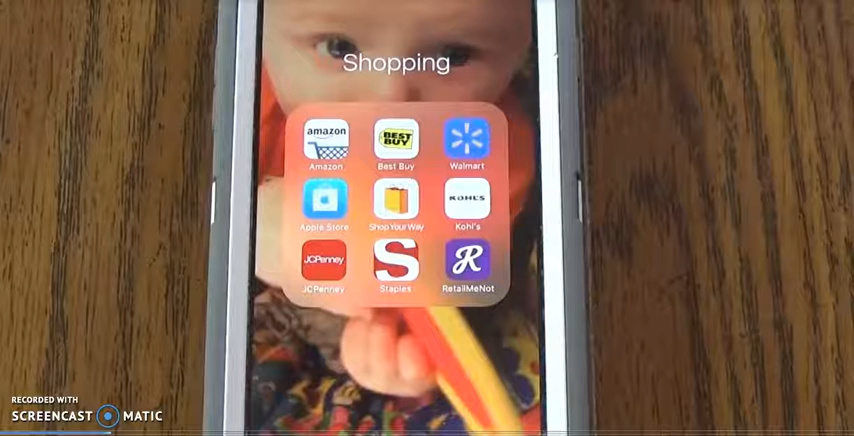 Shopping
amazon
BEST
BUY
Amazon
Best Buy
Walmart
KOHL'S
Apple Store
Shop Your Way
Kohl's
JCPenney
S
R
JCPenney
Staples
RetailMeNot
RECORDED WITH
SCREENCAST MATIC